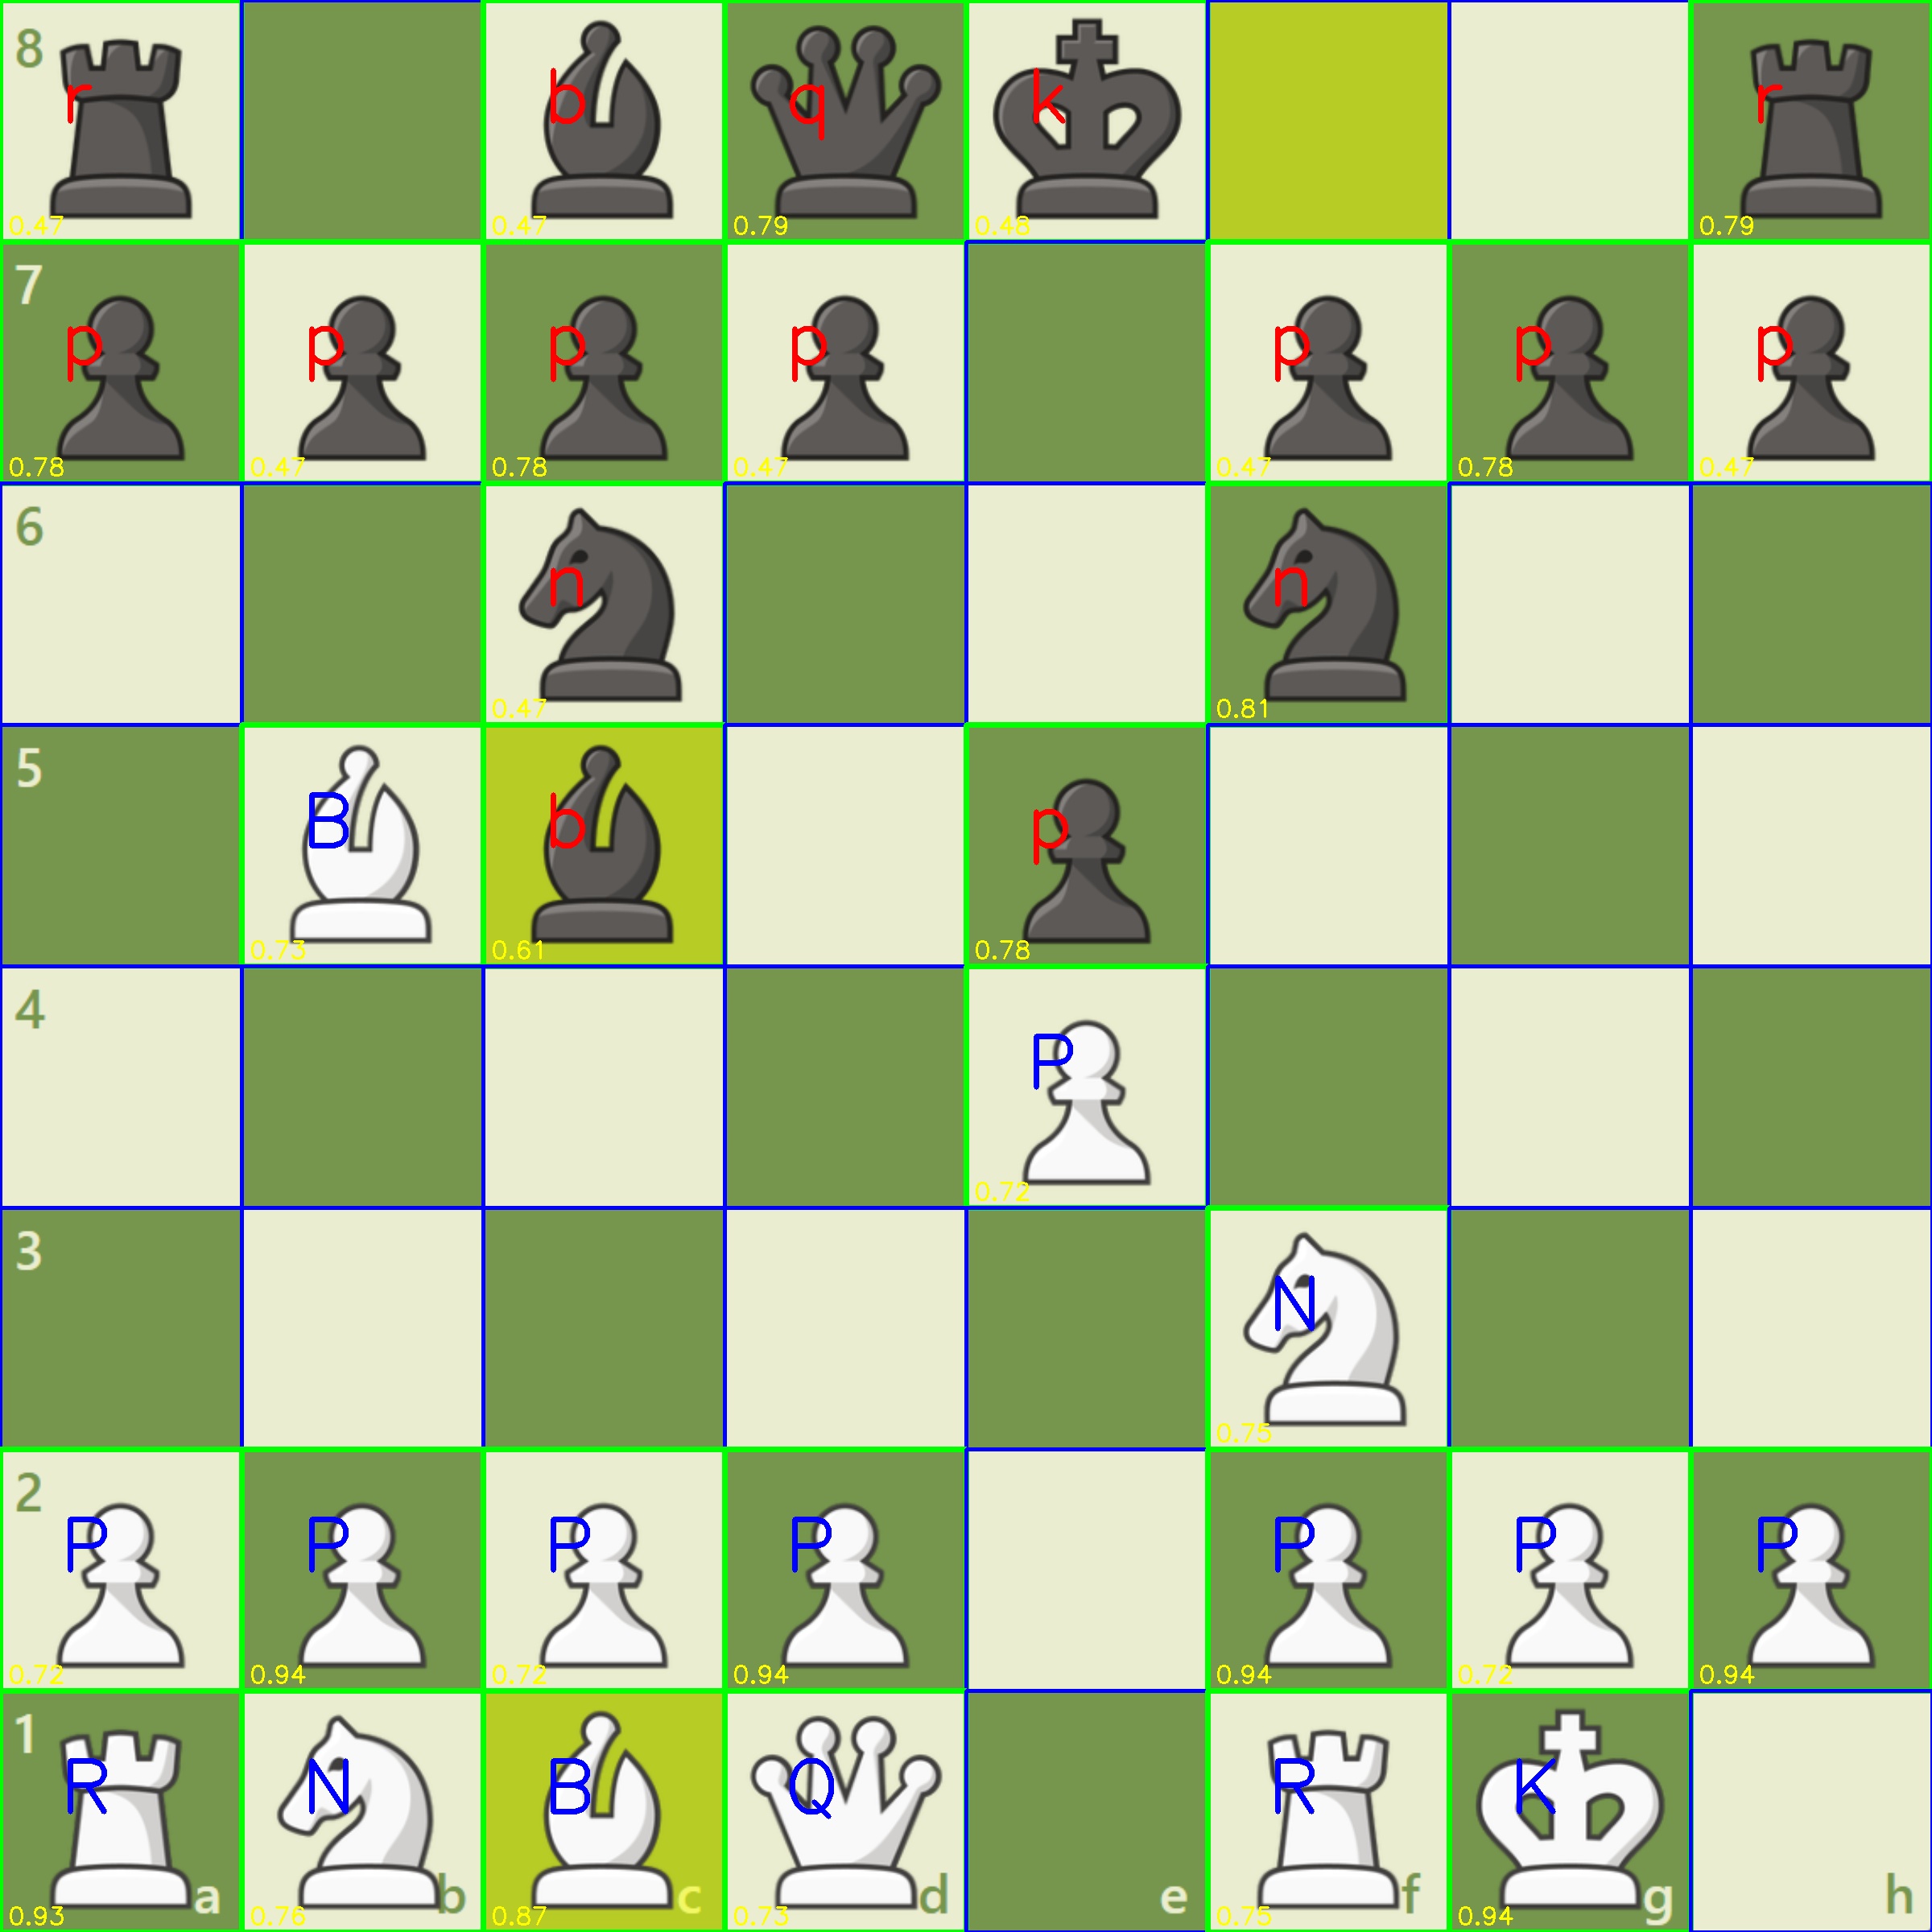 8 r b q k r
0.47 0.47 0.79 0.48 0.79
7 p p p p p p p
0.78 0.47 0.78 0.47 0.47 0.78 0.47
6 n n
0.47 0.81
5 B b p
0.73 0.61 0.78
4 P
0.72
3 N
0.75
2 P P P P P P P
0.72 0.94 0.72 0.94 0.94 0.72 0.94
1 R N B Q R K
a b c d e f g h
0.93 0.76 0.87 0.73 0.75 0.94